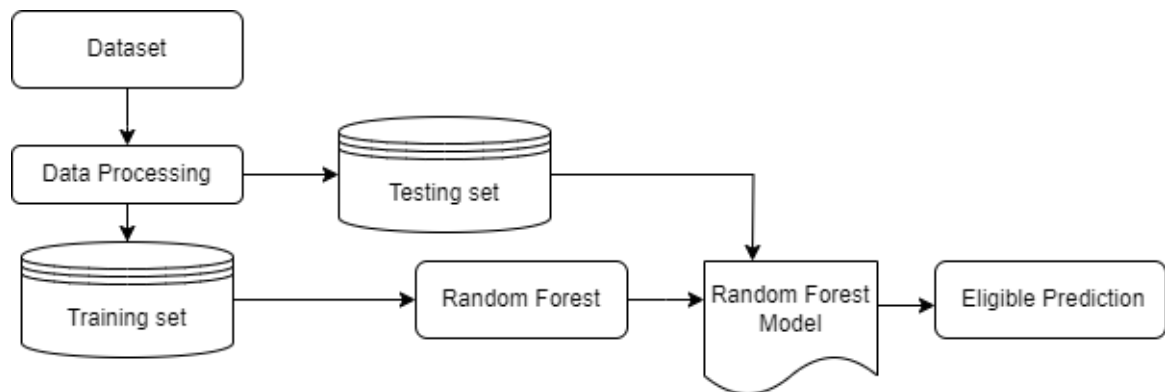 Dataset
Data Processing
Testing set
Training set
Random Forest
Random Forest
Model
Eligible Prediction